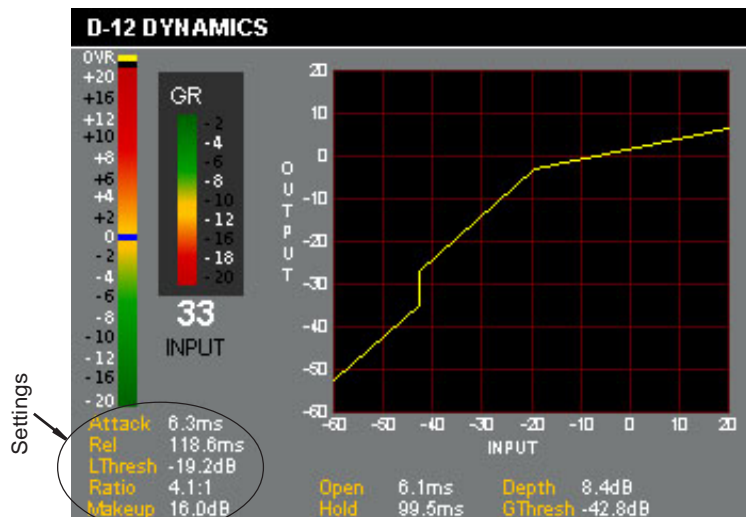 D-12 DYNAMICS
OVR
+20
+16
+12
+10
+8
+6
+4
+2
0
-2
-4
-6
-8
-10
-12
-16
-20
GR
-2
-4
-6
-8
-10
-12
-16
-18
-20
33
INPUT
OUTPUT
20
10
0
-10
-20
-30
-40
-50
-60
-60 -50 -40 -30 -20 -10 0 10 20
INPUT
Settings
Attack 6.3ms
Rel 118.6ms
LThresh -19.2dB
Ratio 4.1:1
Makeup 16.0dB
Open 6.1ms Depth 8.4dB
Hold 99.5ms GThresh -42.8dB